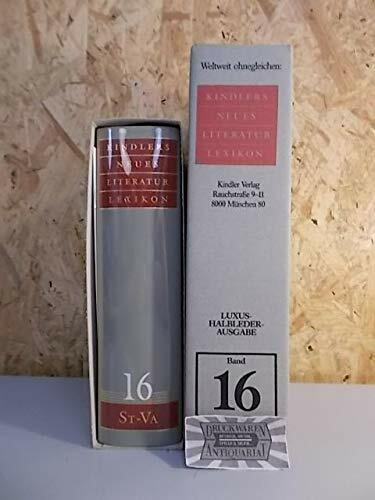 KINDLERS
NEUES
LITERATUR
LEXIKON
16
ST-VA
Weltweit ohnegleichen:
KINDLERS
NEUES
LITERATUR
LEXIKON
Kindler Verlag
Rauchstraße 9-11
8000 München 80
LUXUS-
HALBLEDER-
AUSGABE
Band
16
DRUCKWAREN
ANTIQUARIAT